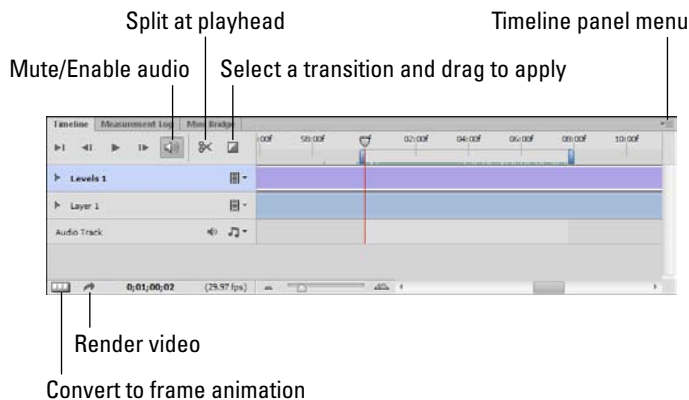 Split at playhead
Timeline panel menu
Mute/Enable audio
Select a transition and drag to apply
Timeline
Measurement Log
Mini Bridge
:00f 58:00f 02:00f 04:00f 06:00f 08:00f 10:00f
Levels 1
Layer 1
Audio Track
0;01;00;02 (29.97 fps)
Render video
Convert to frame animation